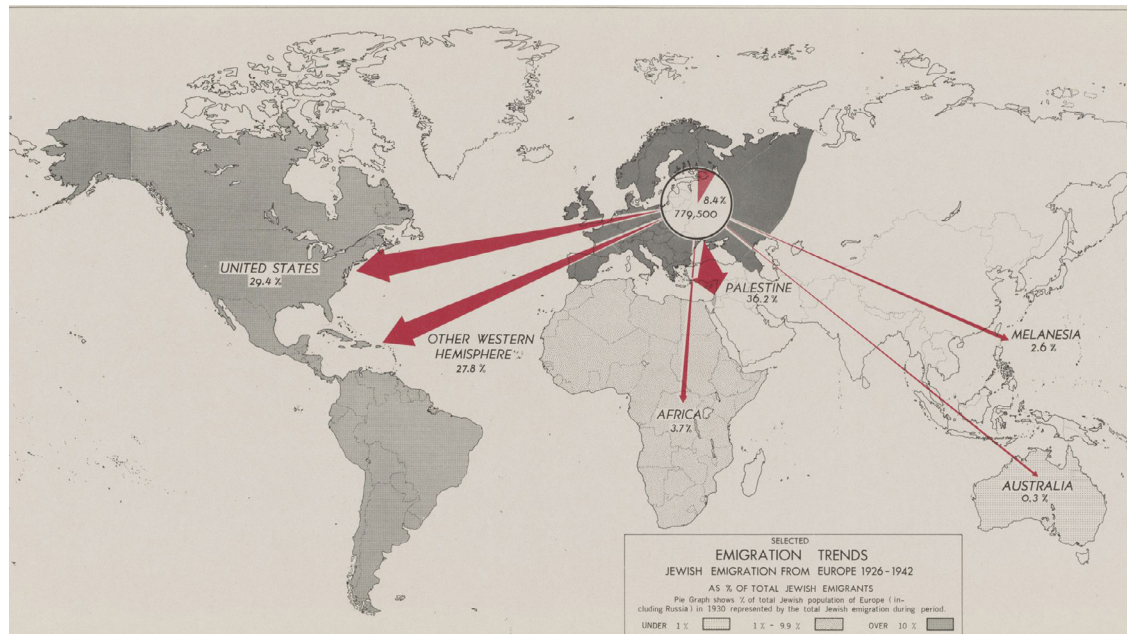 8.4%
779,500
UNITED STATES
29.4 %
PALESTINE
36.2 %
OTHER WESTERN
HEMISPHERE
27.8 %
MELANESIA
2.6 %
AFRICA
3.7%
AUSTRALIA
0.3 %
SELECTED
EMIGRATION TRENDS
JEWISH EMIGRATION FROM EUROPE 1926-1942
AS % OF TOTAL JEWISH EMIGRANTS
Pie Graph shows % of total Jewish population of Europe (in-
cluding Russia) in 1930 represented by the total Jewish emigration during period.
UNDER 1 % 1 % - 9.9 % OVER 10 %